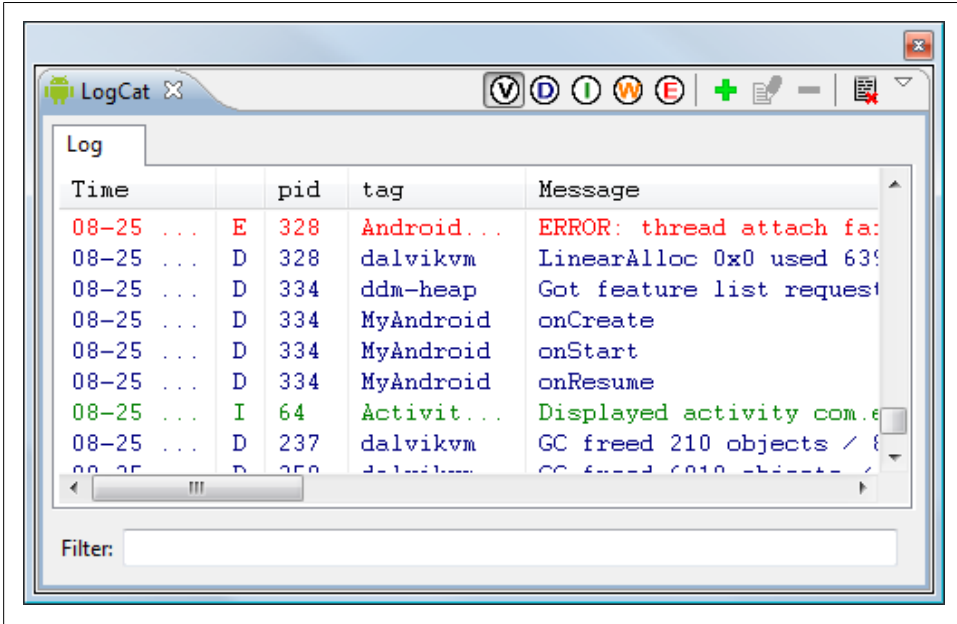 LogCat V D I W E
Log
Time pid tag Message
08-25 ... E 328 Android... ERROR: thread attach fa
08-25 ... D 328 dalvikvm LinearAlloc 0x0 used 639
08-25 ... D 334 ddm-heap Got feature list request
08-25 ... D 334 MyAndroid onCreate
08-25 ... D 334 MyAndroid onStart
08-25 ... D 334 MyAndroid onResume
08-25 ... I 64 Activit... Displayed activity com.e
08-25 ... D 237 dalvikvm GC freed 210 objects / 8
Filter: